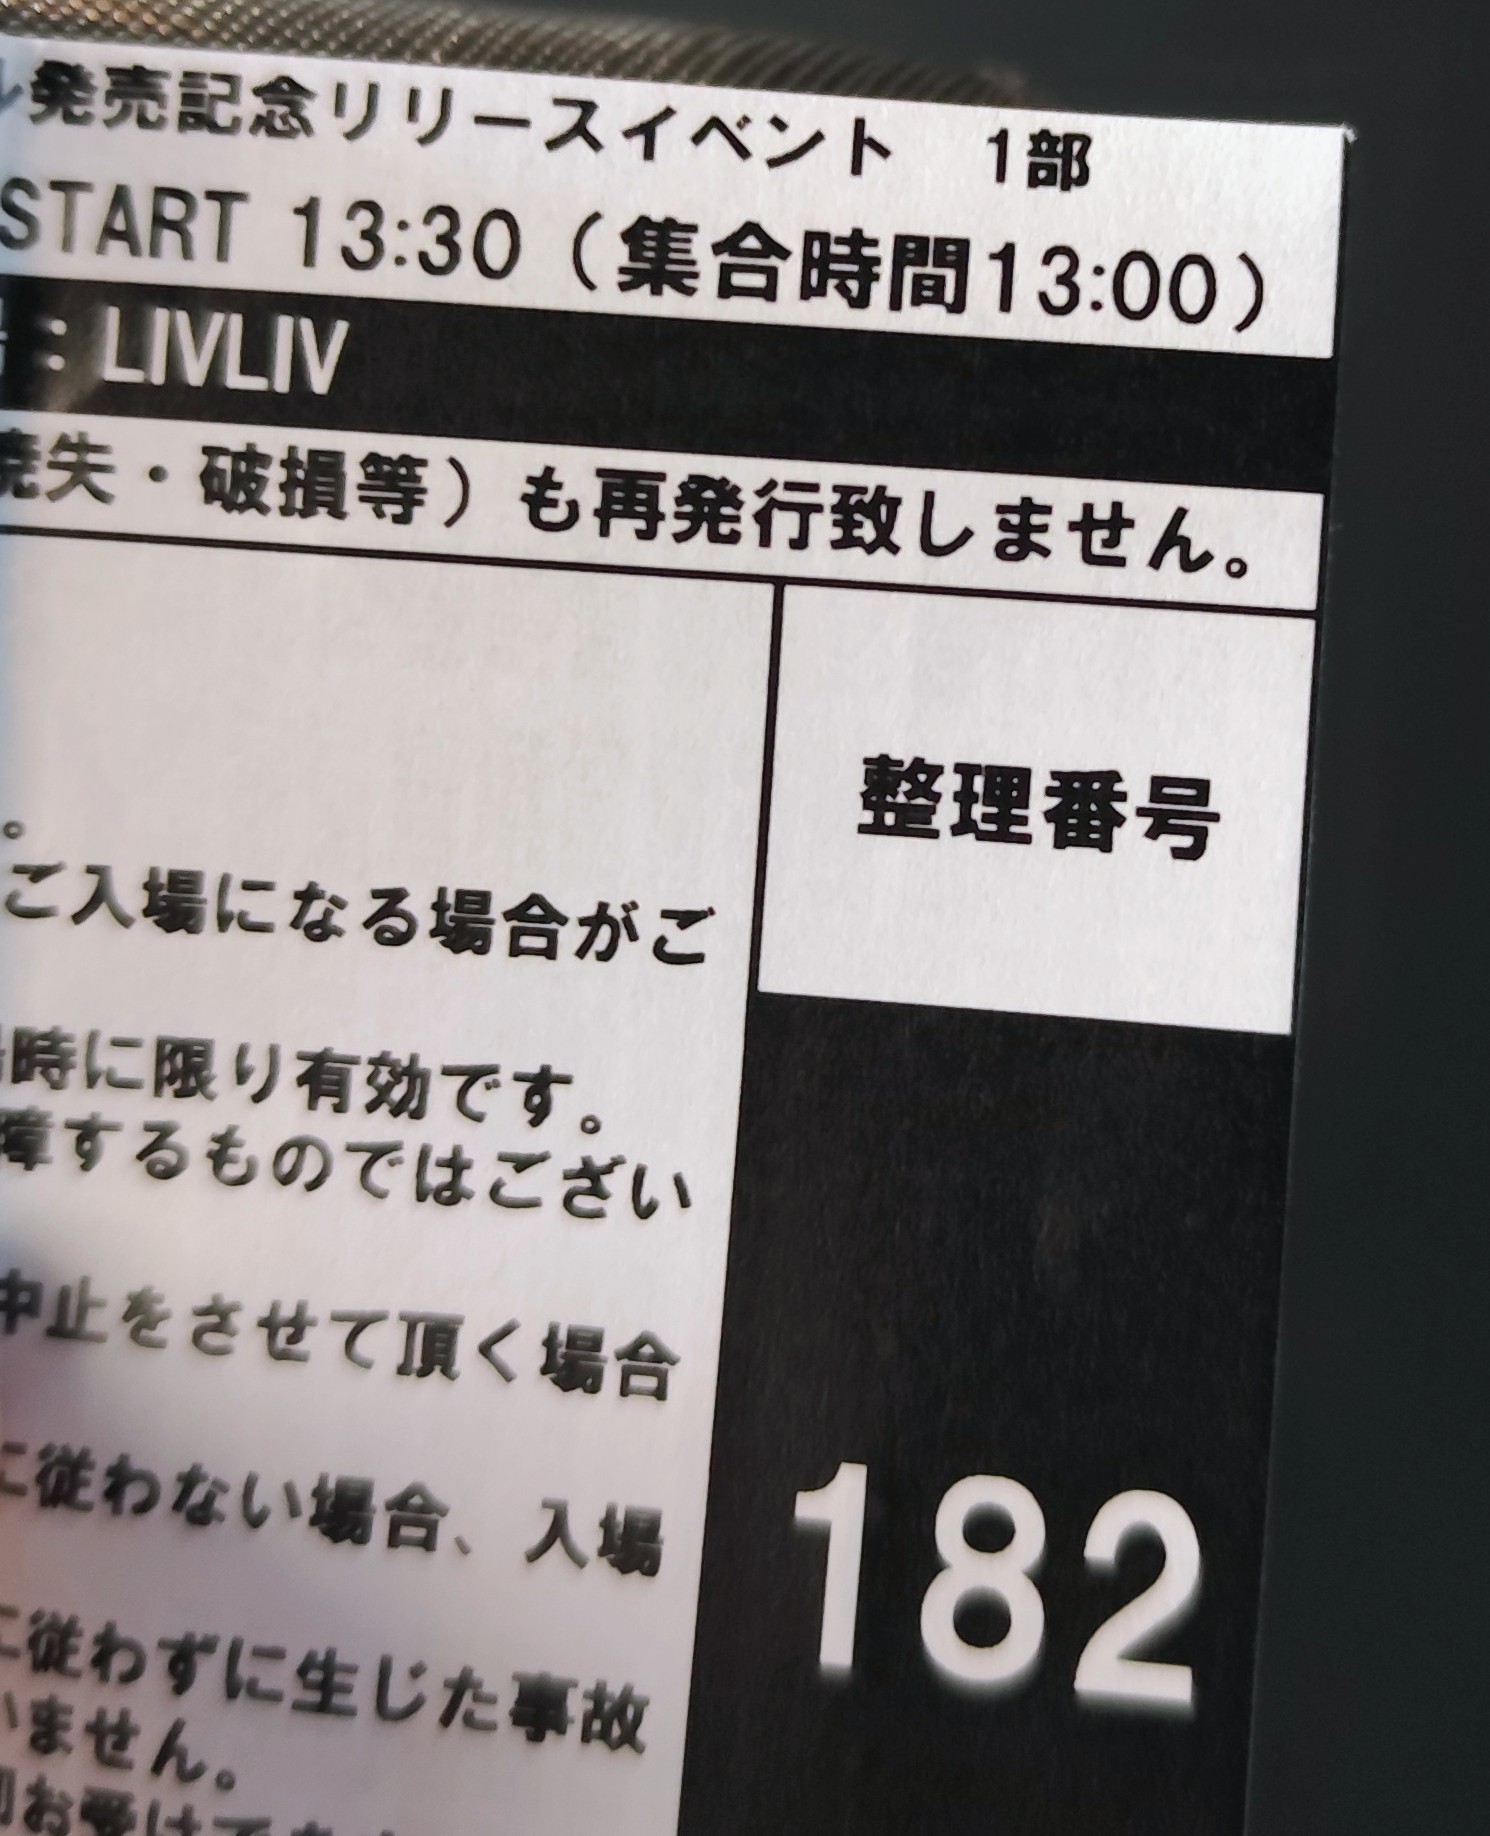 発売記念リリースイベント　1部
START 13:30（集合時間13:00）
：LIVLIV
失・破損等）も再発行致しません。
整理番号
。
ご入場になる場合がご
時に限り有効です。
障するものではござい
中止をさせて頂く場合
に従わない場合、入場
182
に従わずに生じた事故
いません。